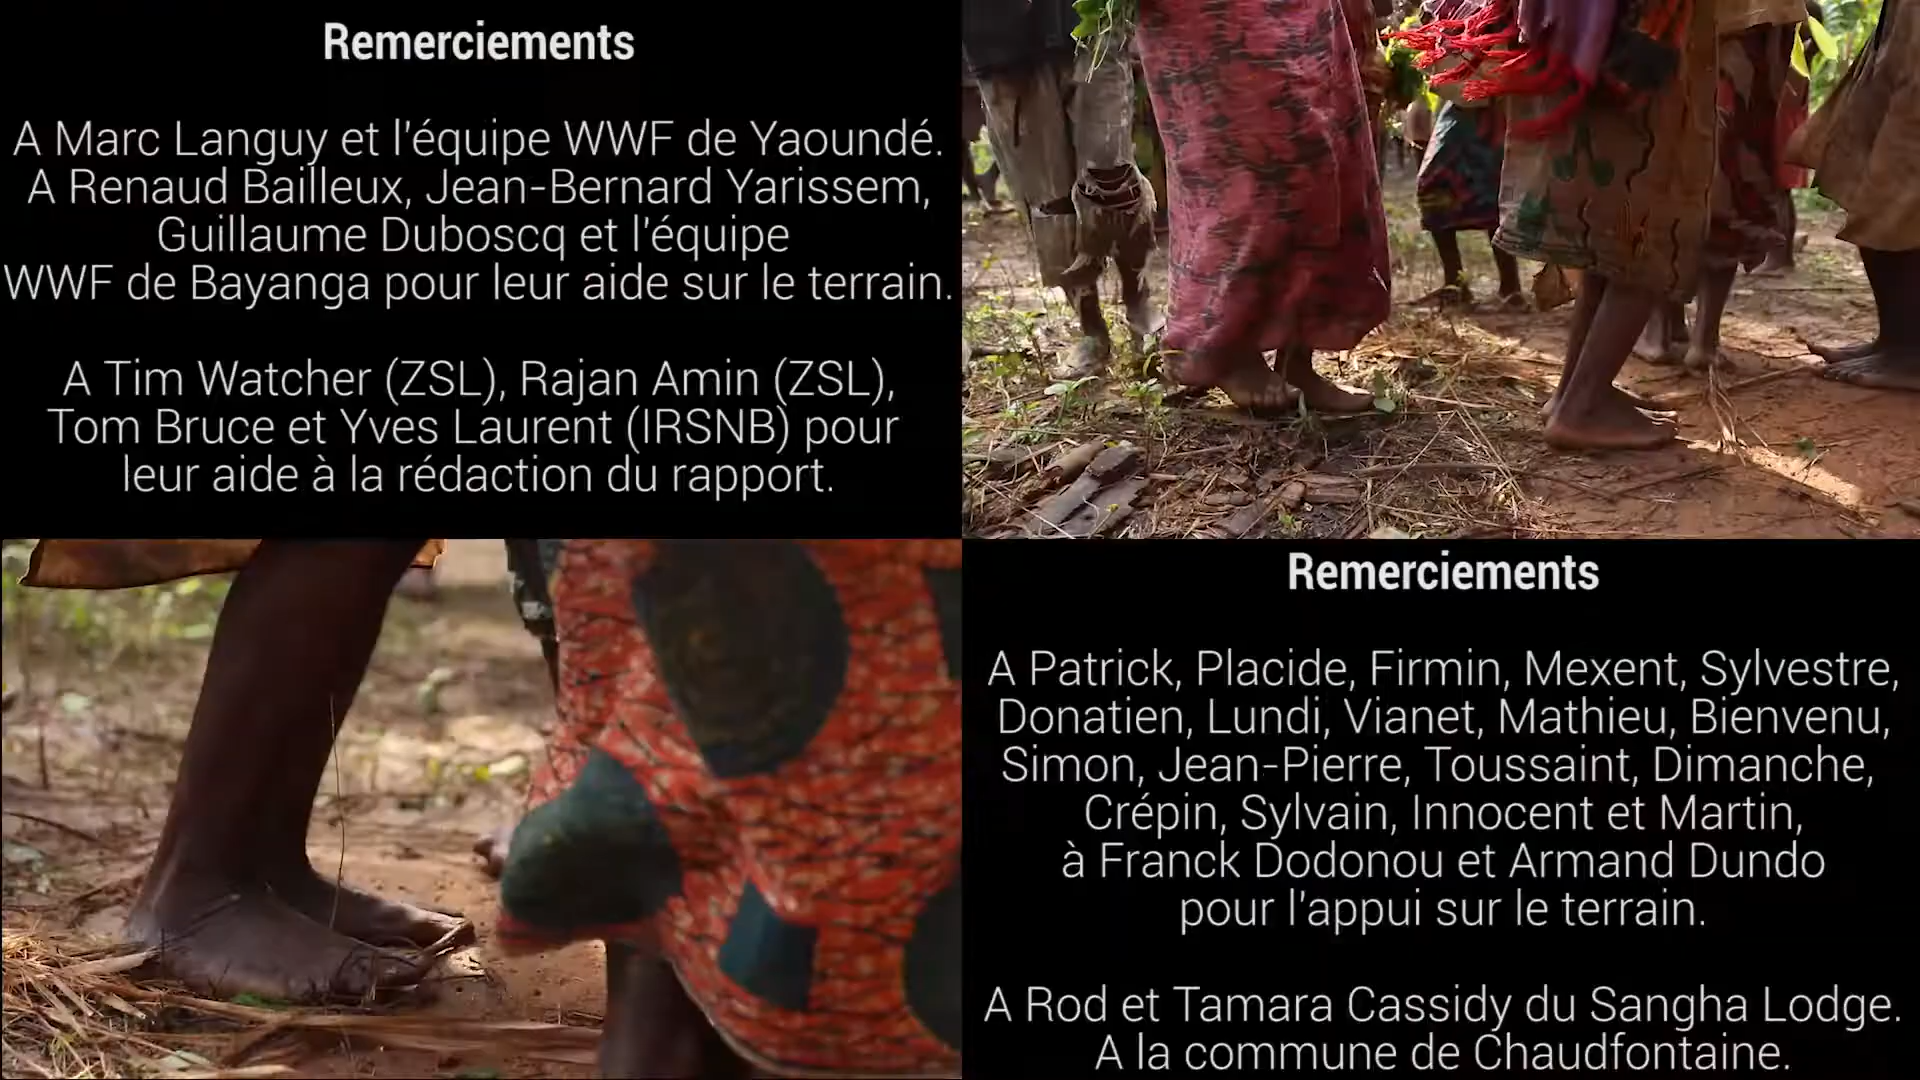 Remerciements
A Marc Languy et l'équipe WWF de Yaoundé.
A Renaud Bailleux, Jean-Bernard Yarissem,
Guillaume Duboscq et l'équipe
WWF de Bayanga pour leur aide sur le terrain.
A Tim Watcher (ZSL), Rajan Amin (ZSL),
Tom Bruce et Yves Laurent (IRSNB) pour
leur aide à la rédaction du rapport.
Remerciements
A Patrick, Placide, Firmin, Mexent, Sylvestre,
Donatien, Lundi, Vianet, Mathieu, Bienvenu,
Simon, Jean-Pierre, Toussaint, Dimanche,
Crépin, Sylvain, Innocent et Martin,
à Franck Dodonou et Armand Dundo
pour l'appui sur le terrain.
A Rod et Tamara Cassidy du Sangha Lodge.
A la commune de Chaudfontaine.